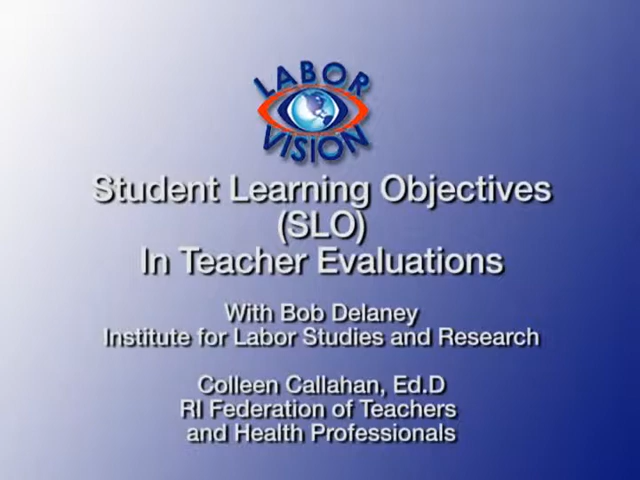 LABOR
VISION
Student Learning Objectives
(SLO)
In Teacher Evaluations
With Bob Delaney
Institute for Labor Studies and Research
Colleen Callahan, Ed.D
RI Federation of Teachers
and Health Professionals